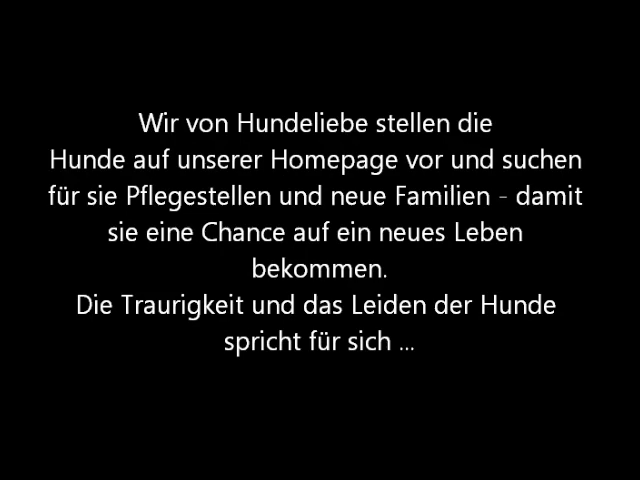 Wir von Hundeliebe stellen die
Hunde auf unserer Homepage vor und suchen
für sie Pflegestellen und neue Familien - damit
sie eine Chance auf ein neues Leben
bekommen.
Die Traurigkeit und das Leiden der Hunde
spricht für sich ...